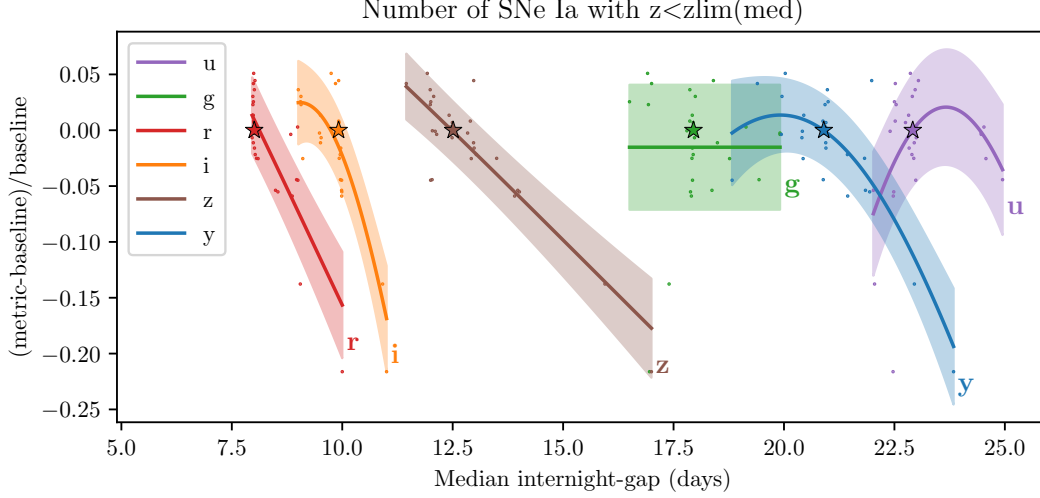 Number of SNe Ia with z<zlim(med)
(metric-baseline)/baseline
0.05
0.00
−0.05
−0.10
−0.15
−0.20
−0.25
u
g
r
i
z
y
g
u
r
i
z
y
5.0 7.5 10.0 12.5 15.0 17.5 20.0 22.5 25.0
Median internight-gap (days)